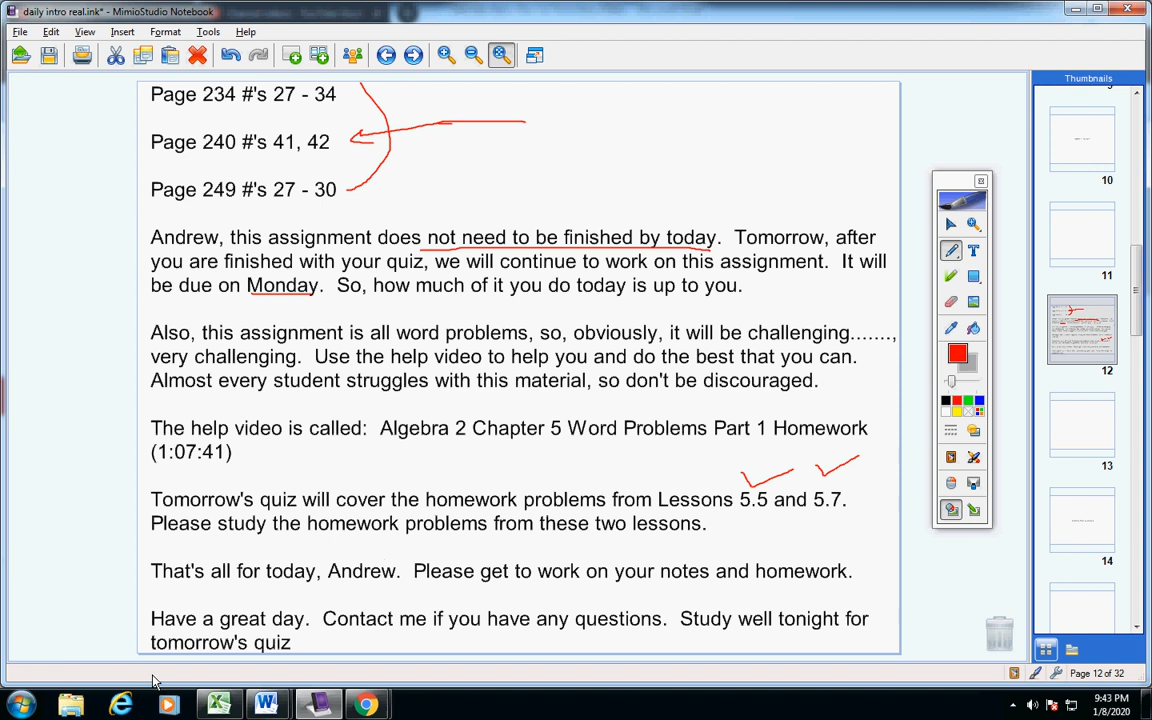 daily intro real.ink* - MimioStudio Notebook
File Edit View Insert Format Tools Help
Page 234 #'s 27 - 34
Page 240 #'s 41, 42
Page 249 #'s 27 - 30
Andrew, this assignment does not need to be finished by today. Tomorrow, after
you are finished with your quiz, we will continue to work on this assignment. It will
be due on Monday. So, how much of it you do today is up to you.
Also, this assignment is all word problems, so, obviously, it will be challenging.......,
very challenging. Use the help video to help you and do the best that you can.
Almost every student struggles with this material, so don't be discouraged.
The help video is called: Algebra 2 Chapter 5 Word Problems Part 1 Homework
(1:07:41)
Tomorrow's quiz will cover the homework problems from Lessons 5.5 and 5.7.
Please study the homework problems from these two lessons.
That's all for today, Andrew. Please get to work on your notes and homework.
Have a great day. Contact me if you have any questions. Study well tonight for
tomorrow's quiz
Thumbnails
10
11
12
13
14
Page 12 of 32
9:43 PM
1/8/2020